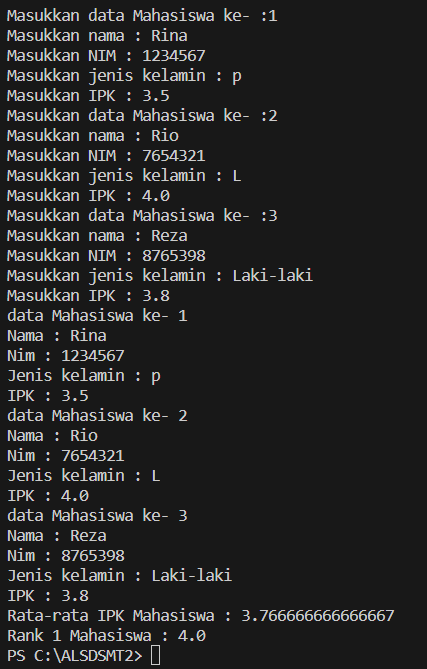 Masukkan data Mahasiswa ke- :1
Masukkan nama : Rina
Masukkan NIM : 1234567
Masukkan jenis kelamin : p
Masukkan IPK : 3.5
Masukkan data Mahasiswa ke- :2
Masukkan nama : Rio
Masukkan NIM : 7654321
Masukkan jenis kelamin : L
Masukkan IPK : 4.0
Masukkan data Mahasiswa ke- :3
Masukkan nama : Reza
Masukkan NIM : 8765398
Masukkan jenis kelamin : Laki-laki
Masukkan IPK : 3.8
data Mahasiswa ke- 1
Nama : Rina
Nim : 1234567
Jenis kelamin : p
IPK : 3.5
data Mahasiswa ke- 2
Nama : Rio
Nim : 7654321
Jenis kelamin : L
IPK : 4.0
data Mahasiswa ke- 3
Nama : Reza
Nim : 8765398
Jenis kelamin : Laki-laki
IPK : 3.8
Rata-rata IPK Mahasiswa : 3.766666666666667
Rank 1 Mahasiswa : 4.0
PS C:\ALSDSMT2>